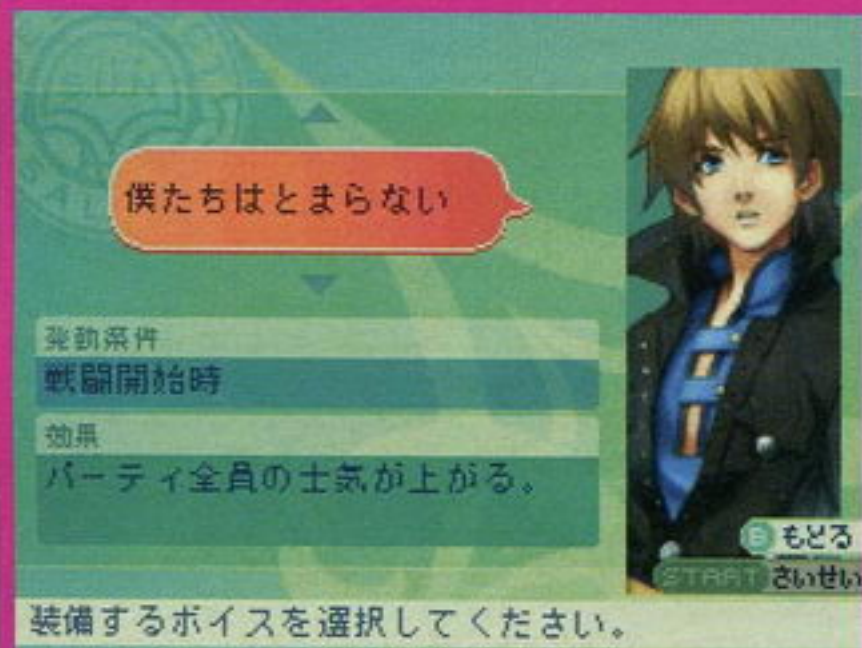 僕たちはとまらない
発動条件
戦闘開始時
効果
パーティ全員の士気が上がる。
B もどる
START さいせい
装備するボイスを選択してください。